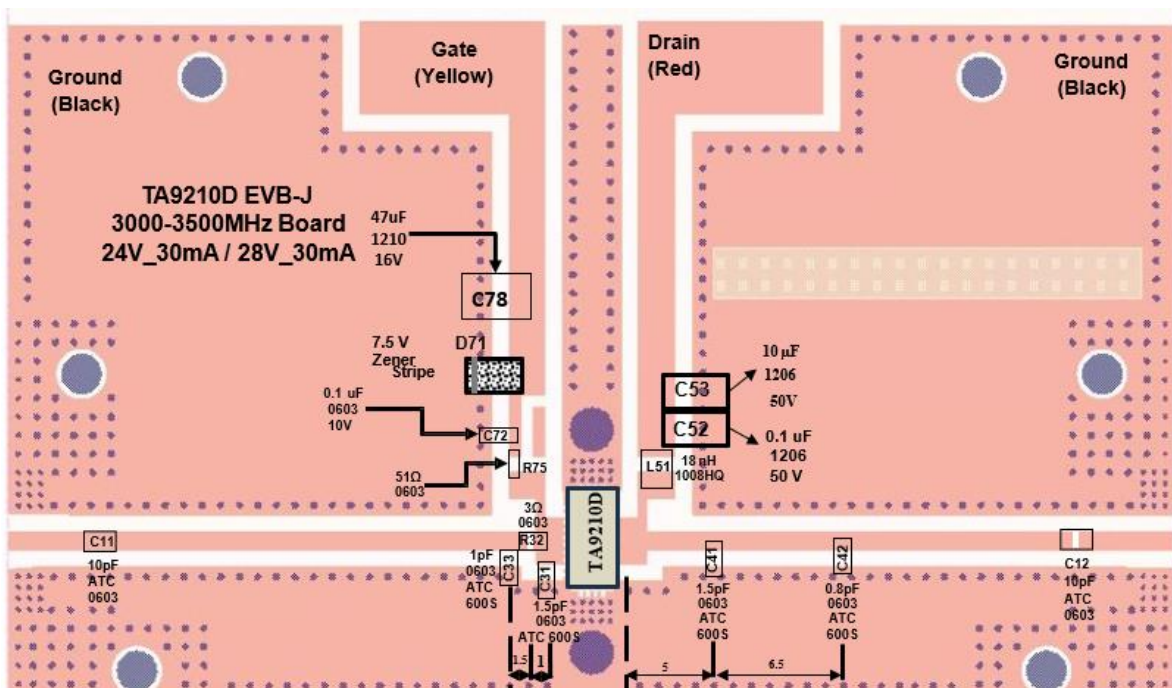 Ground
(Black)
Gate
(Yellow)
Drain
(Red)
Ground
(Black)
TA9210D EVB-J
3000-3500MHz Board
24V_30mA / 28V_30mA
47uF
1210
16V
C78
7.5 V
Zener
Stripe
D71
C53
10 µF
1206
50V
C52
0.1 uF
1206
50 V
0.1 uF
0603
10V
C72
51Ω
0603
R75
L51
18 nH
1008HQ
TA9210D
3Ω
0603
R32
C11
10pF
ATC
0603
1pF
0603
ATC
600S
C33
C31
1.5pF
0603
ATC 600S
C41
1.5pF
0603
ATC
600S
C42
0.8pF
0603
ATC
600S
C12
10pF
ATC
0603
1.5
1
5
6.5